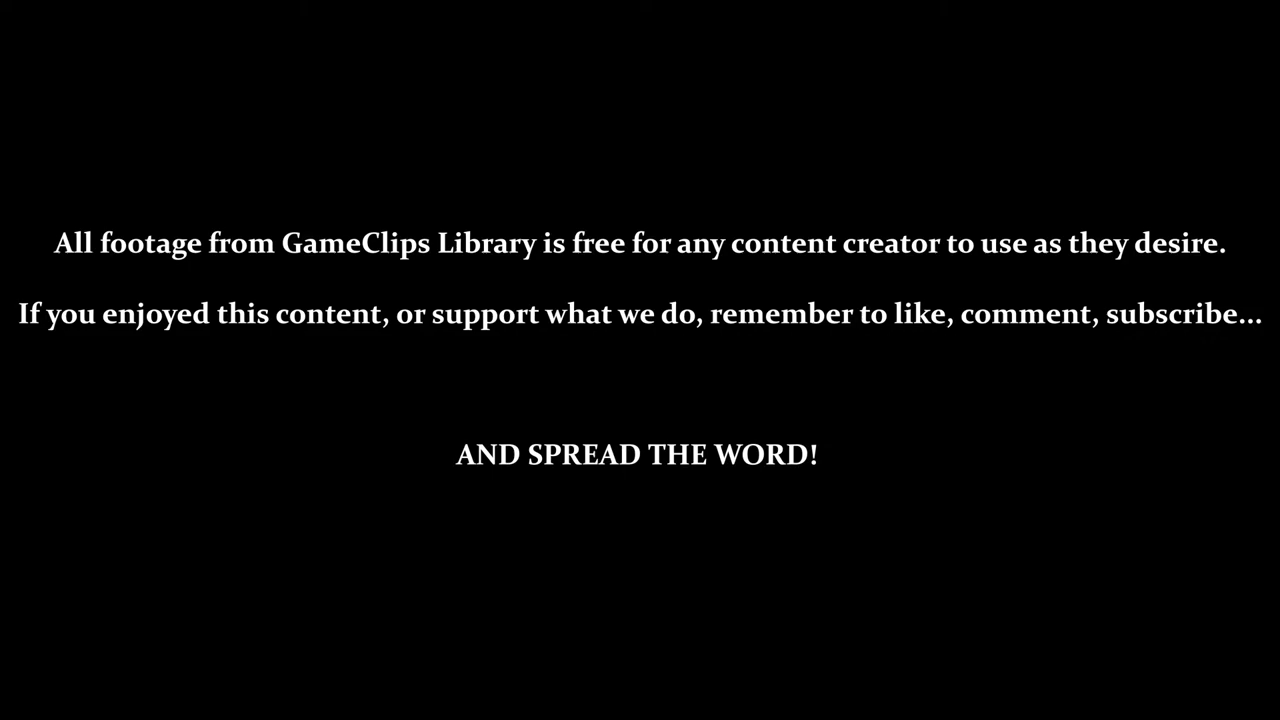 All footage from GameClips Library is free for any content creator to use as they desire.
If you enjoyed this content, or support what we do, remember to like, comment, subscribe...
AND SPREAD THE WORD!